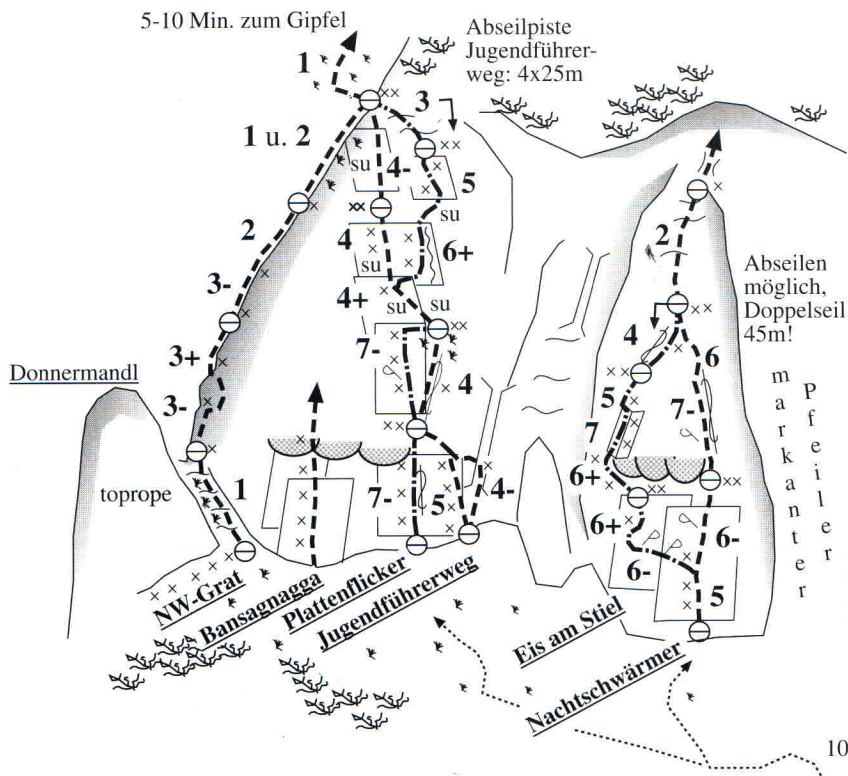 5-10 Min. zum Gipfel
Abseilpiste
Jugendführer-
weg: 4x25m
1
3
1 u. 2
su
4-
5
2
su
4
6+
su
3-
4+
su
su
7-
3+
4
3-
Donnermandl
toprope
1
7-
5
4-
NW-Grat
Bansagnagga
Plattenflicker
Jugendführerweg
2
Abseilen
möglich,
Doppelseil
45m!
4
6
5
7-
7
6+
6+
6-
6-
5
markanter
Pfeiler
Eis am Stiel
Nachtschwärmer
10